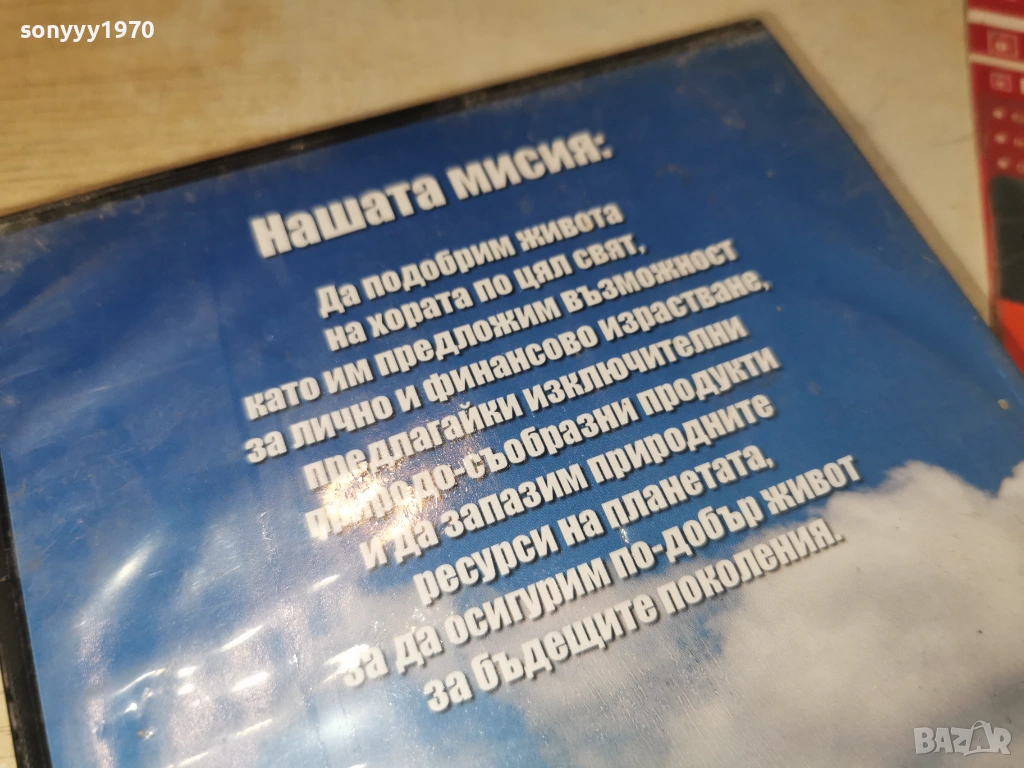 sonyyy1970
Нашата мисия:
Да подобрим живота
на хората по цял свят,
като им предложим възможност
за лично и финансово израстване,
предлагайки изключителни
природо-съобразни продукти
и да запазим природните
ресурси на планетата,
за да осигурим по-добър живот
за бъдещите поколения.
BAZAR